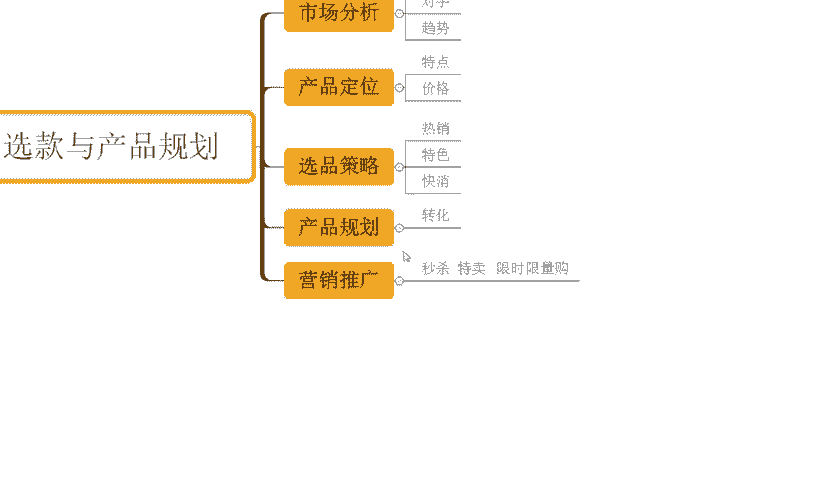 市场分析
对手
趋势
产品定位
特点
价格
选款与产品规划
选品策略
热销
特色
快消
产品规划
转化
营销推广
秒杀 特卖 限时限量购